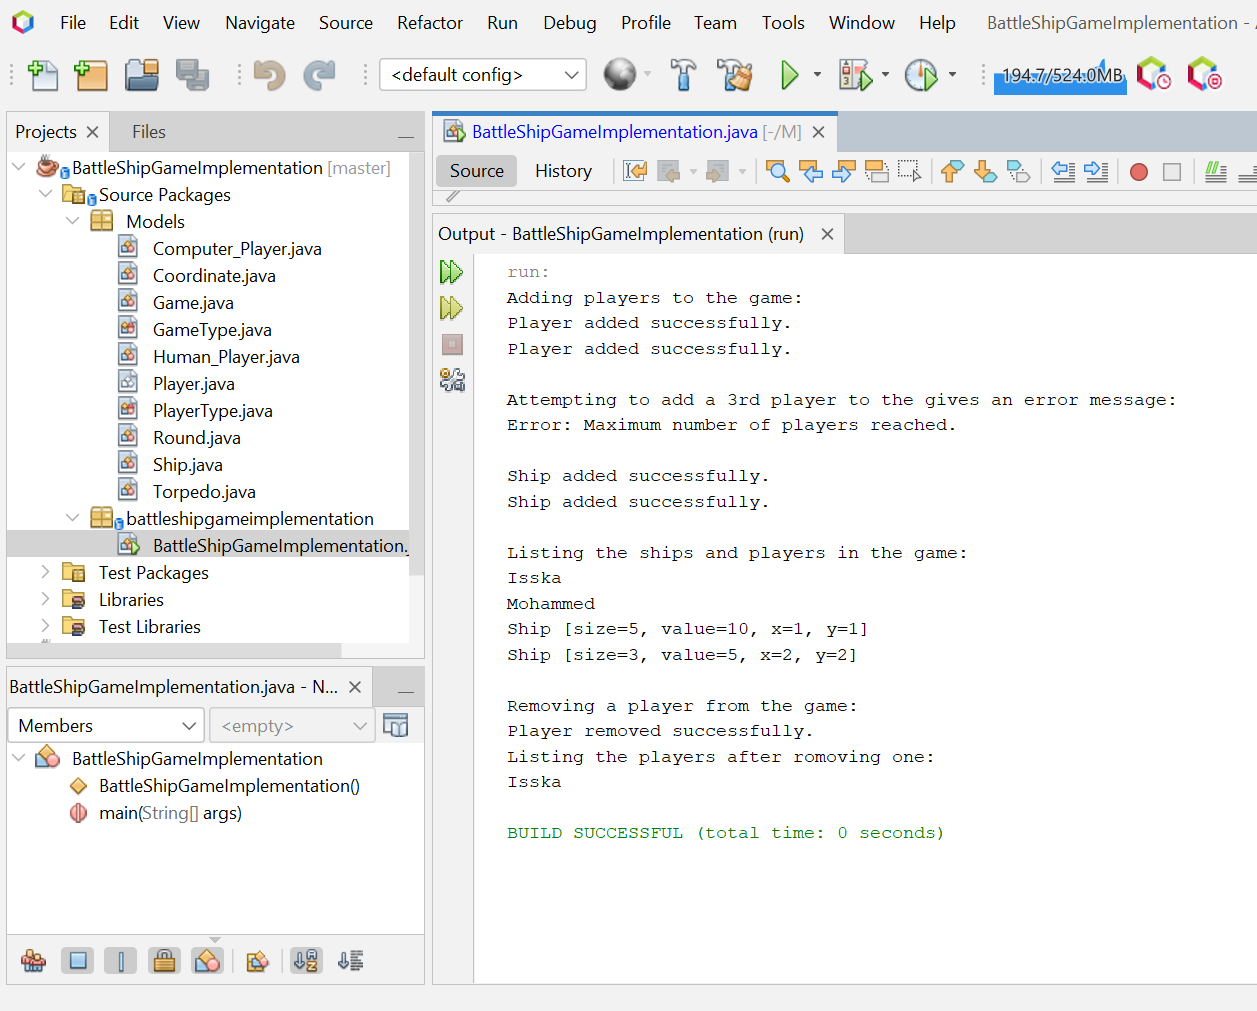 File Edit View Navigate Source Refactor Run Debug Profile Team Tools Window Help BattleShipGameImplementation -
<default config> 194.7/524.0MB
Projects Files
BattleShipGameImplementation [master]
Source Packages
Models
Computer_Player.java
Coordinate.java
Game.java
GameType.java
Human_Player.java
Player.java
PlayerType.java
Round.java
Ship.java
Torpedo.java
battleshipgameimplementation
BattleShipGameImplementation.
Test Packages
Libraries
Test Libraries
BattleShipGameImplementation.java - N...
Members <empty>
BattleShipGameImplementation
BattleShipGameImplementation()
main(String[] args)
BattleShipGameImplementation.java [-/M]
Source History
Output - BattleShipGameImplementation (run)
run:
Adding players to the game:
Player added successfully.
Player added successfully.
Attempting to add a 3rd player to the gives an error message:
Error: Maximum number of players reached.
Ship added successfully.
Ship added successfully.
Listing the ships and players in the game:
Isska
Mohammed
Ship [size=5, value=10, x=1, y=1]
Ship [size=3, value=5, x=2, y=2]
Removing a player from the game:
Player removed successfully.
Listing the players after romoving one:
Isska
BUILD SUCCESSFUL (total time: 0 seconds)